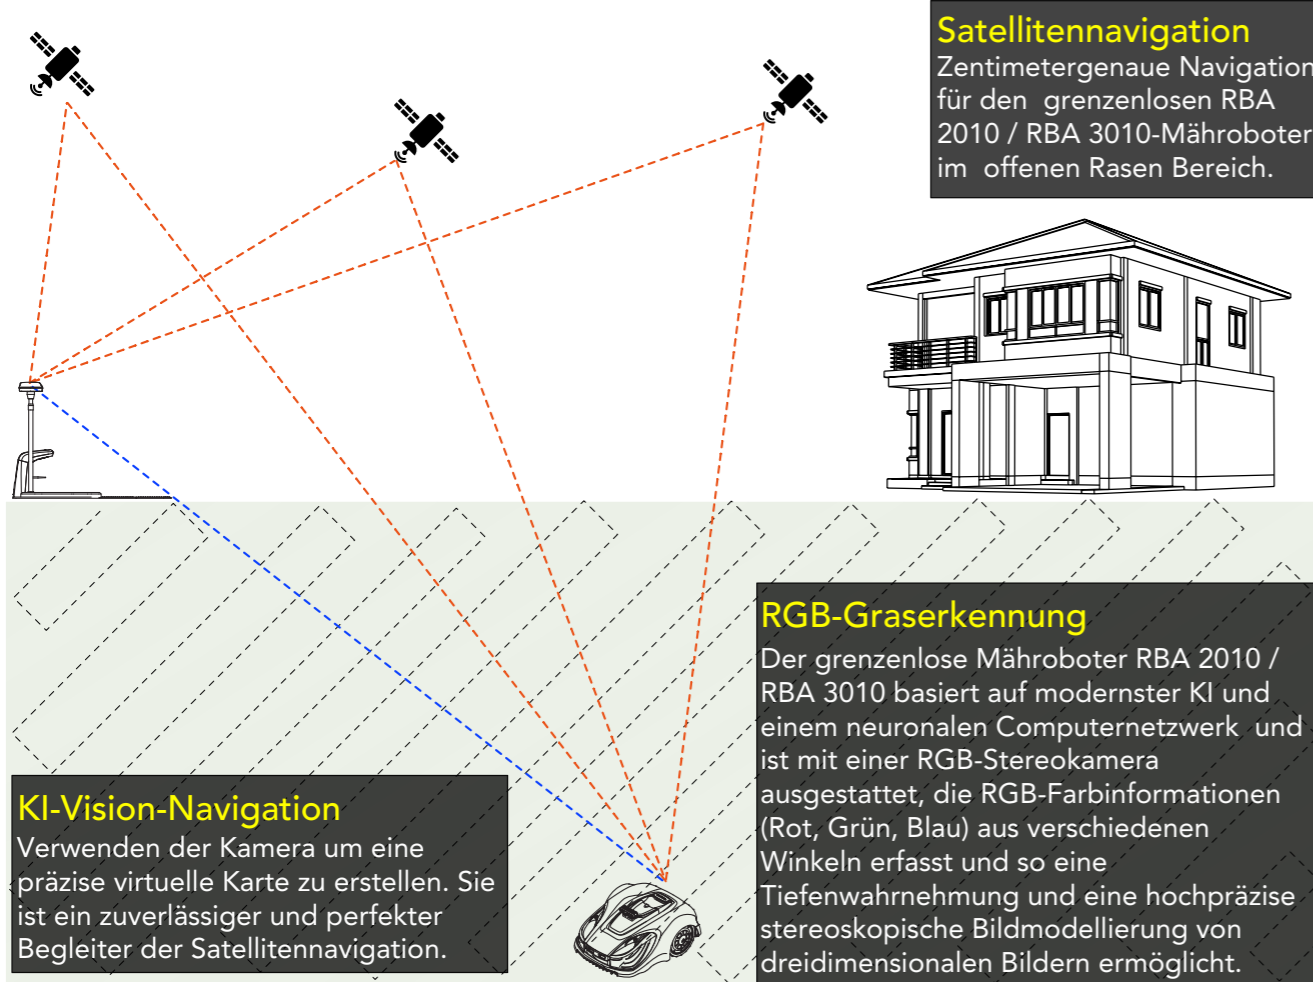 Satellitennavigation
Zentimetergenaue Navigation
für den grenzenlosen RBA
2010 / RBA 3010-Mähroboter
im offenen Rasen Bereich.
RGB-Graserkennung
Der grenzenlose Mähroboter RBA 2010 /
RBA 3010 basiert auf modernster KI und
einem neuronalen Computernetzwerk und
ist mit einer RGB-Stereokamera
ausgestattet, die RGB-Farbinformationen
(Rot, Grün, Blau) aus verschiedenen
Winkeln erfasst und so eine
Tiefenwahrnehmung und eine hochpräzise
stereoskopische Bildmodellierung von
dreidimensionalen Bildern ermöglicht.
KI-Vision-Navigation
Verwenden der Kamera um eine
präzise virtuelle Karte zu erstellen. Sie
ist ein zuverlässiger und perfekter
Begleiter der Satellitennavigation.